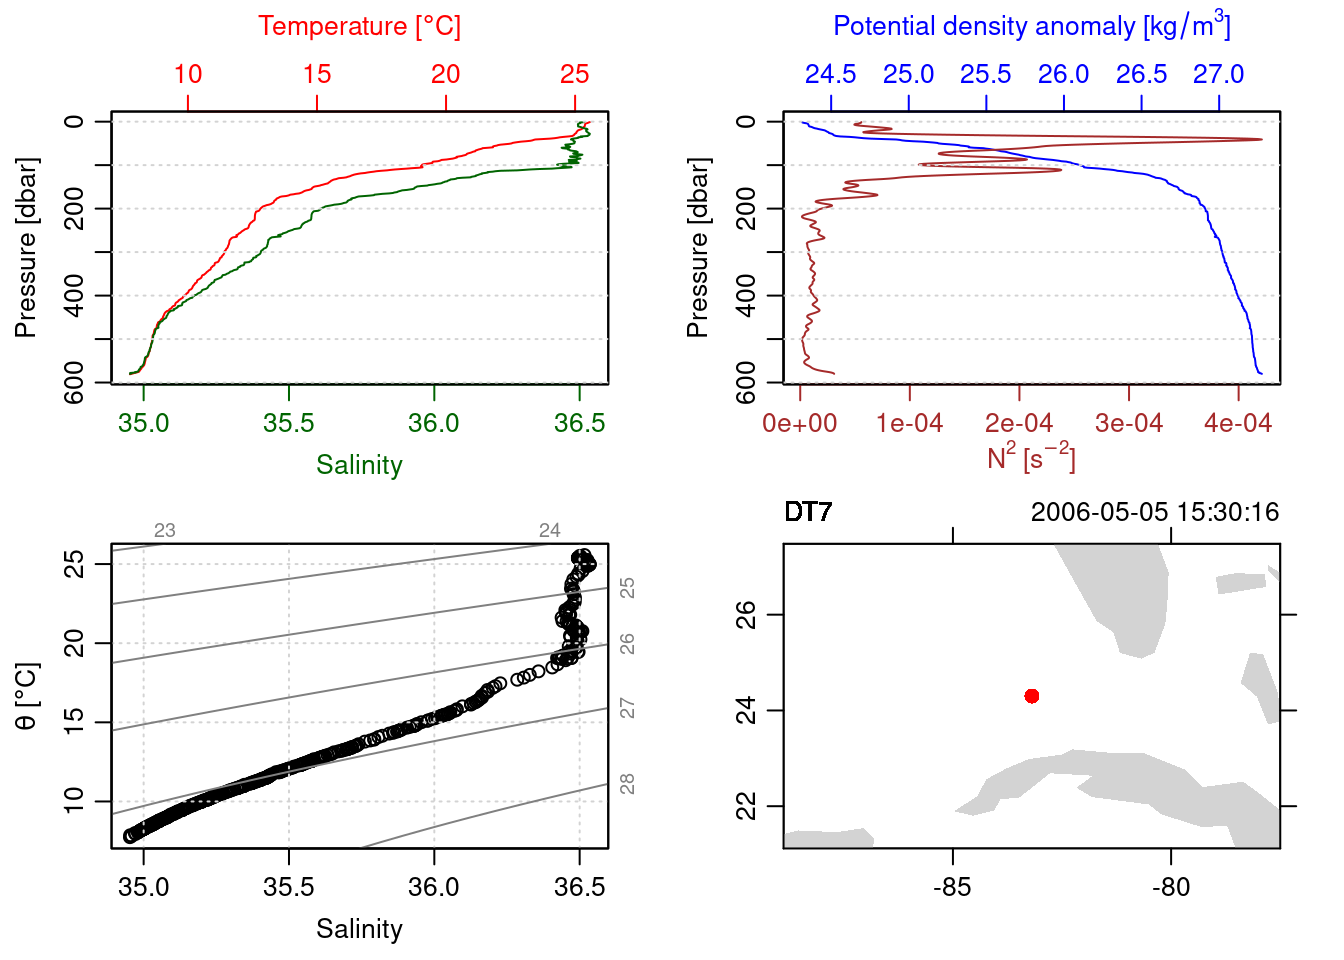 Temperature [°C]
10 15 20 25
0
200
400
600
Pressure [dbar]
35.0 35.5 36.0 36.5
Salinity
Potential density anomaly [kg/m³]
24.5 25.0 25.5 25.5 26.0 26.5 27.0
0
200
400
600
Pressure [dbar]
0e+00 1e-04 2e-04 3e-04 4e-04
N² [s⁻²]
23 24
25
26
27
28
25
20
15
10
θ [°C]
35.0 35.5 36.0 36.5
Salinity
DT7 2006-05-05 15:30:16
26
24
22
-85 -80